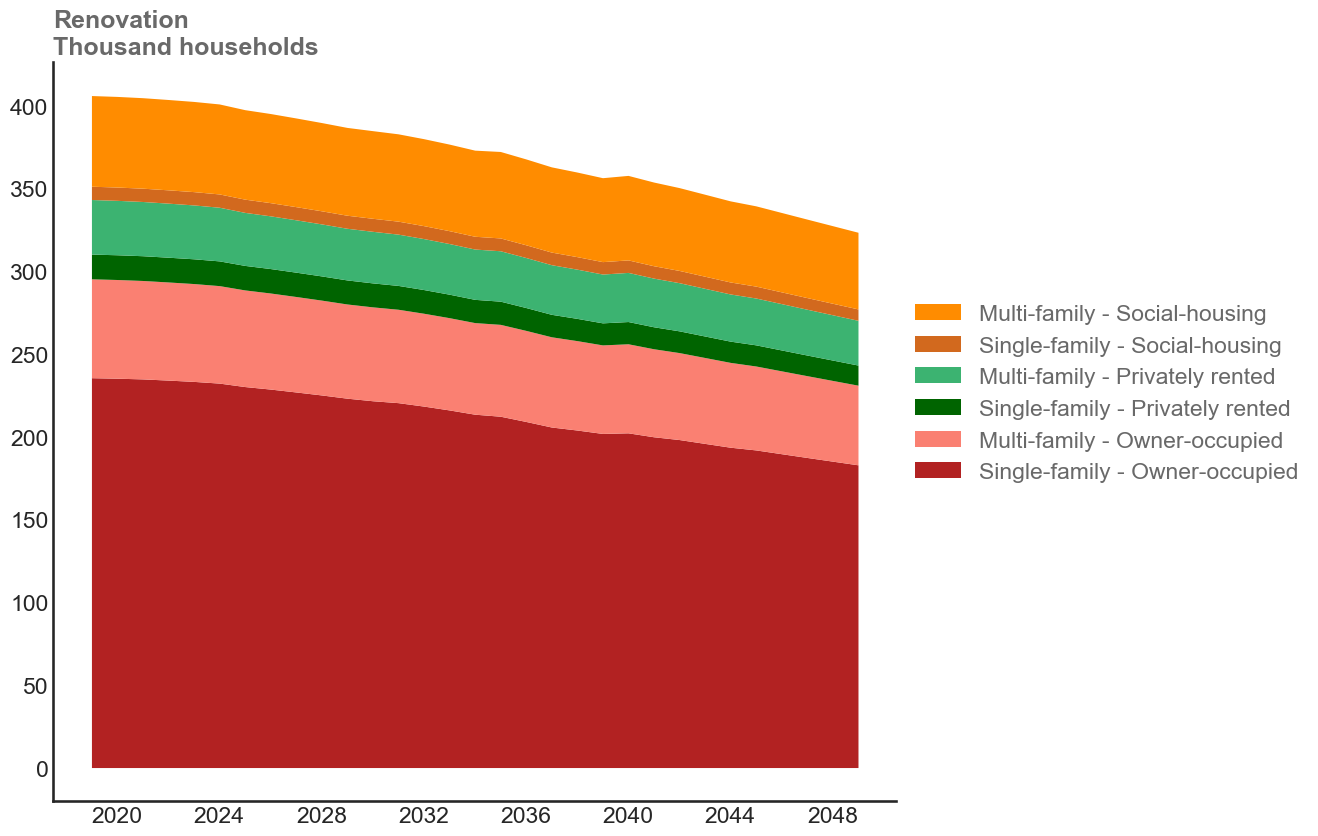 Renovation
Thousand households
400
350
300
250
200
150
100
50
0
2020 2024 2028 2032 2036 2040 2044 2048
Multi-family - Social-housing
Single-family - Social-housing
Multi-family - Privately rented
Single-family - Privately rented
Multi-family - Owner-occupied
Single-family - Owner-occupied